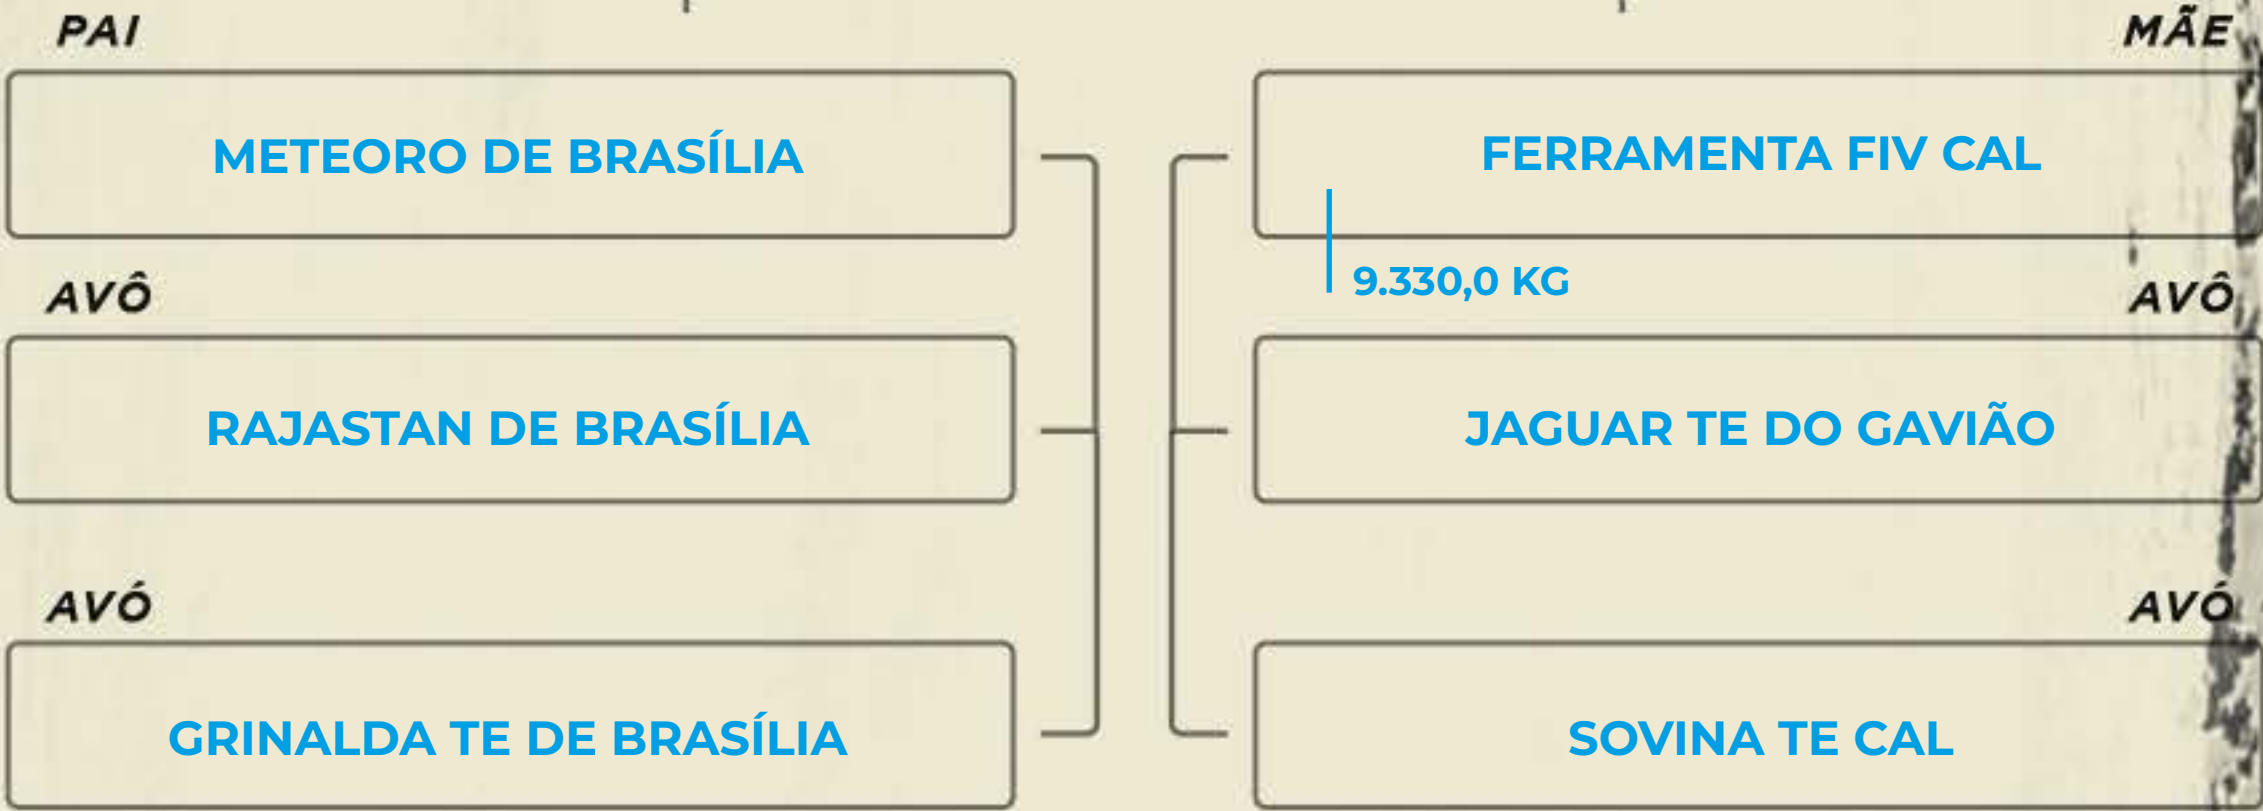 PAI
METEORO DE BRASÍLIA
AVÔ
RAJASTAN DE BRASÍLIA
AVÓ
GRINALDA TE DE BRASÍLIA
MÃE
FERRAMENTA FIV CAL
9.330,0 KG
AVÔ
JAGUAR TE DO GAVIÃO
AVÓ
SOVINA TE CAL